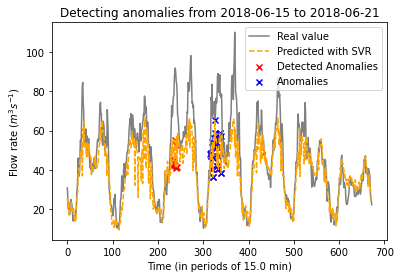 Detecting anomalies from 2018-06-15 to 2018-06-21
Real value
Predicted with SVR
Detected Anomalies
Anomalies
Flow rate (m³s⁻¹)
100
80
60
40
20
0 100 200 300 400 500 600 700
Time (in periods of 15.0 min)